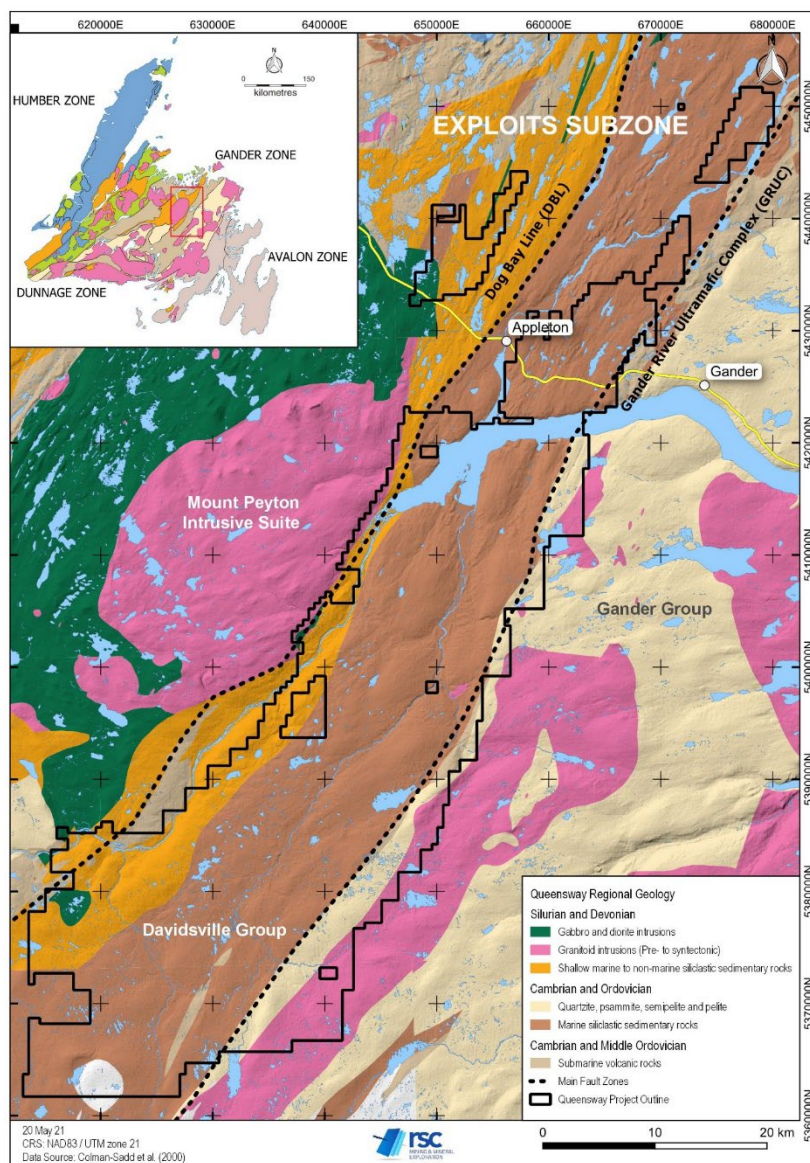 620000E
630000E
640000E
650000E
660000E
670000E
680000E
HUMBER ZONE
GANDER ZONE
AVALON ZONE
DUNNAGE ZONE
N
0 150
kilometres
N
EXPLOITS SUBZONE
Dog Bay Line (DBL)
Gander River Ultramafic Complex (GRUC)
Appleton
Gander
Mount Peyton
Intrusive Suite
Gander Group
Davidsville Group
5450000N
5440000N
5430000N
5420000N
5410000N
5400000N
5390000N
5380000N
5370000N
5360000N
Queensway Regional Geology
Silurian and Devonian
Gabbro and diorite intrusions
Granitoid intrusions (Pre- to syntectonic)
Shallow marine to non-marine silclastic sedimentary rocks
Cambrian and Ordovician
Quartzite, psammite, semipelite and pelite
Marine siliclastic sedimentary rocks
Cambrian and Middle Ordovician
Submarine volcanic rocks
Main Fault Zones
Queensway Project Outline
20 May 21
CRS: NAD83 / UTM zone 21
Data Source: Colman-Sadd et al. (2000)
rsc
MINING & MINERAL
EXPLORATION
0 10 20 km